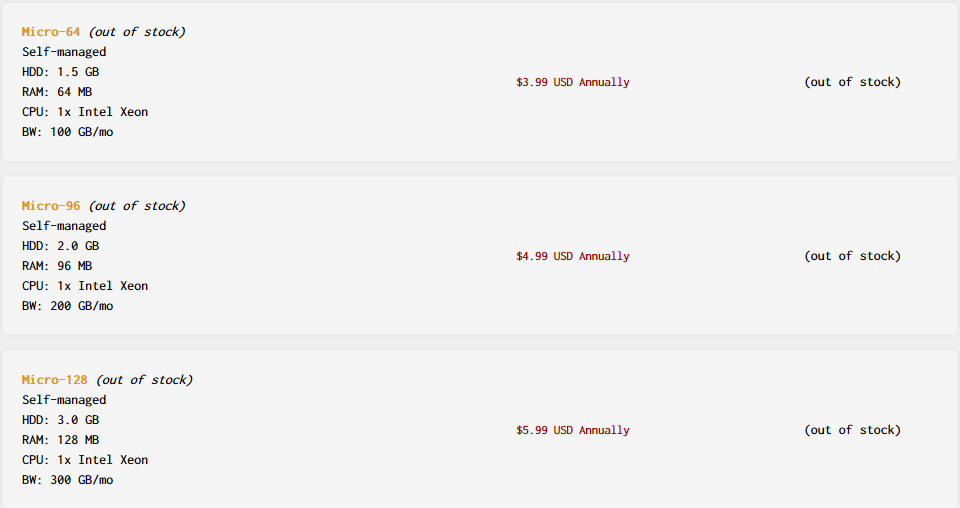 Micro-64 (out of stock)
Self-managed
HDD: 1.5 GB
RAM: 64 MB
CPU: 1x Intel Xeon
BW: 100 GB/mo
$3.99 USD Annually
(out of stock)
Micro-96 (out of stock)
Self-managed
HDD: 2.0 GB
RAM: 96 MB
CPU: 1x Intel Xeon
BW: 200 GB/mo
$4.99 USD Annually
(out of stock)
Micro-128 (out of stock)
Self-managed
HDD: 3.0 GB
RAM: 128 MB
CPU: 1x Intel Xeon
BW: 300 GB/mo
$5.99 USD Annually
(out of stock)